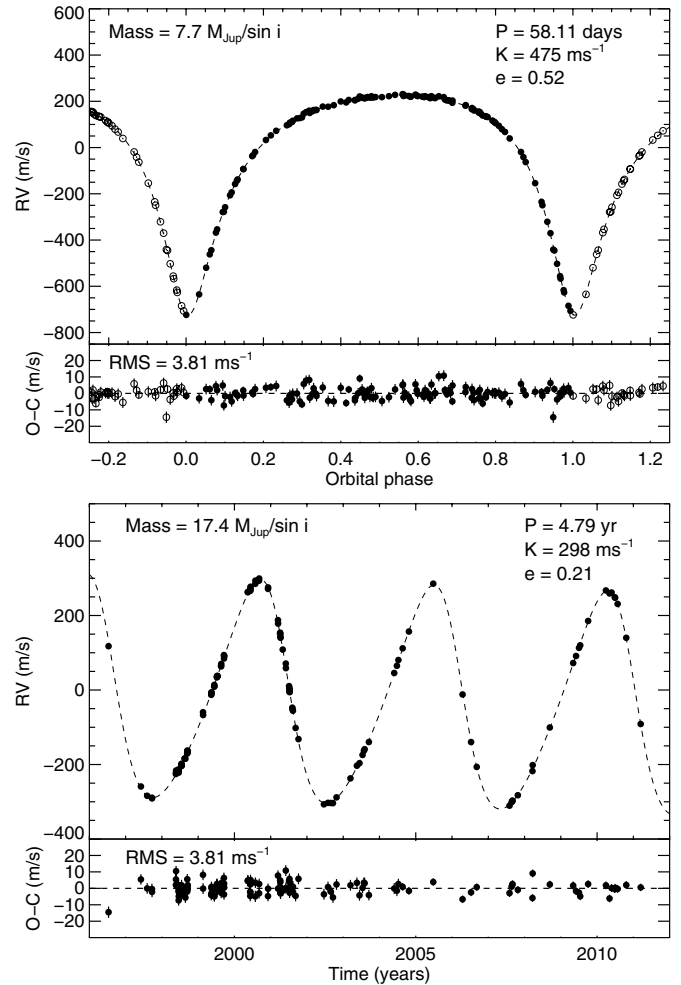 Mass = 7.7 M_Jup/sin i
P = 58.11 days
K = 475 ms⁻¹
e = 0.52
RV (m/s)
600
400
200
0
−200
−400
−600
−800
RMS = 3.81 ms⁻¹
O−C (m/s)
20
10
0
−10
−20
−0.2 0.0 0.2 0.4 0.6 0.8 1.0 1.2
Orbital phase
Mass = 17.4 M_Jup/sin i
P = 4.79 yr
K = 298 ms⁻¹
e = 0.21
RV (m/s)
400
200
0
−200
−400
RMS = 3.81 ms⁻¹
O−C (m/s)
20
10
0
−10
−20
2000 2005 2010
Time (years)